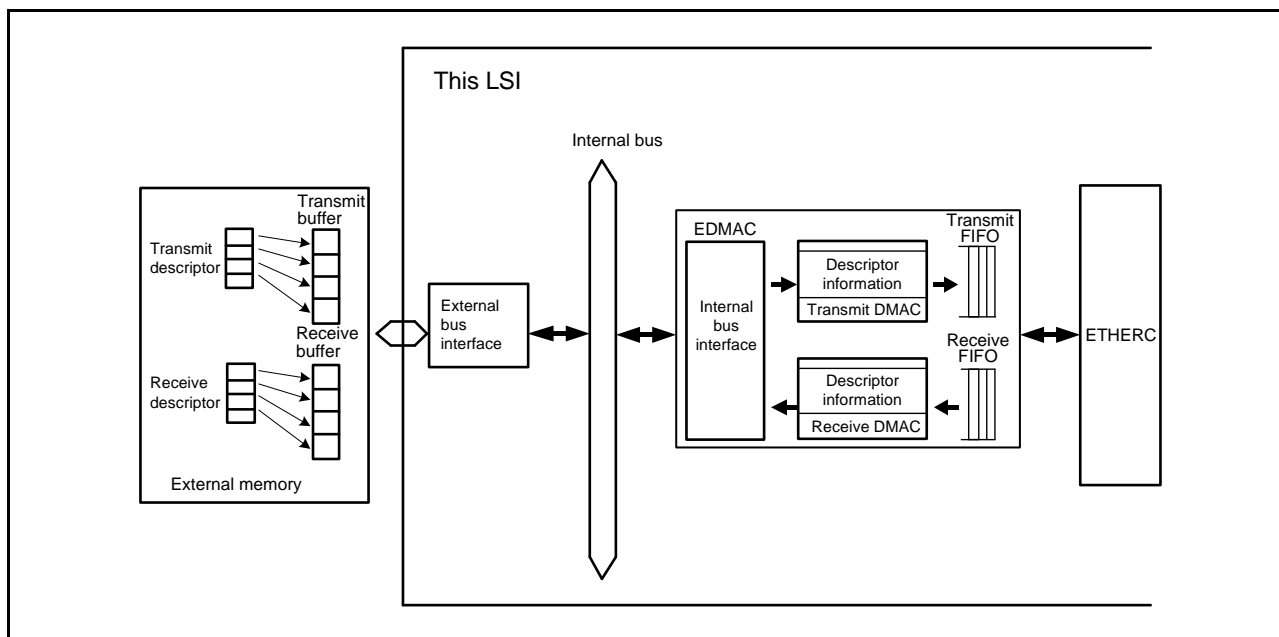 This LSI
Internal bus
Transmit
buffer
Transmit
descriptor
Receive
buffer
Receive
descriptor
External memory
External
bus
interface
EDMAC
Internal
bus
interface
Descriptor
information
Transmit DMAC
Transmit
FIFO
Descriptor
information
Receive DMAC
Receive
FIFO
ETHERC